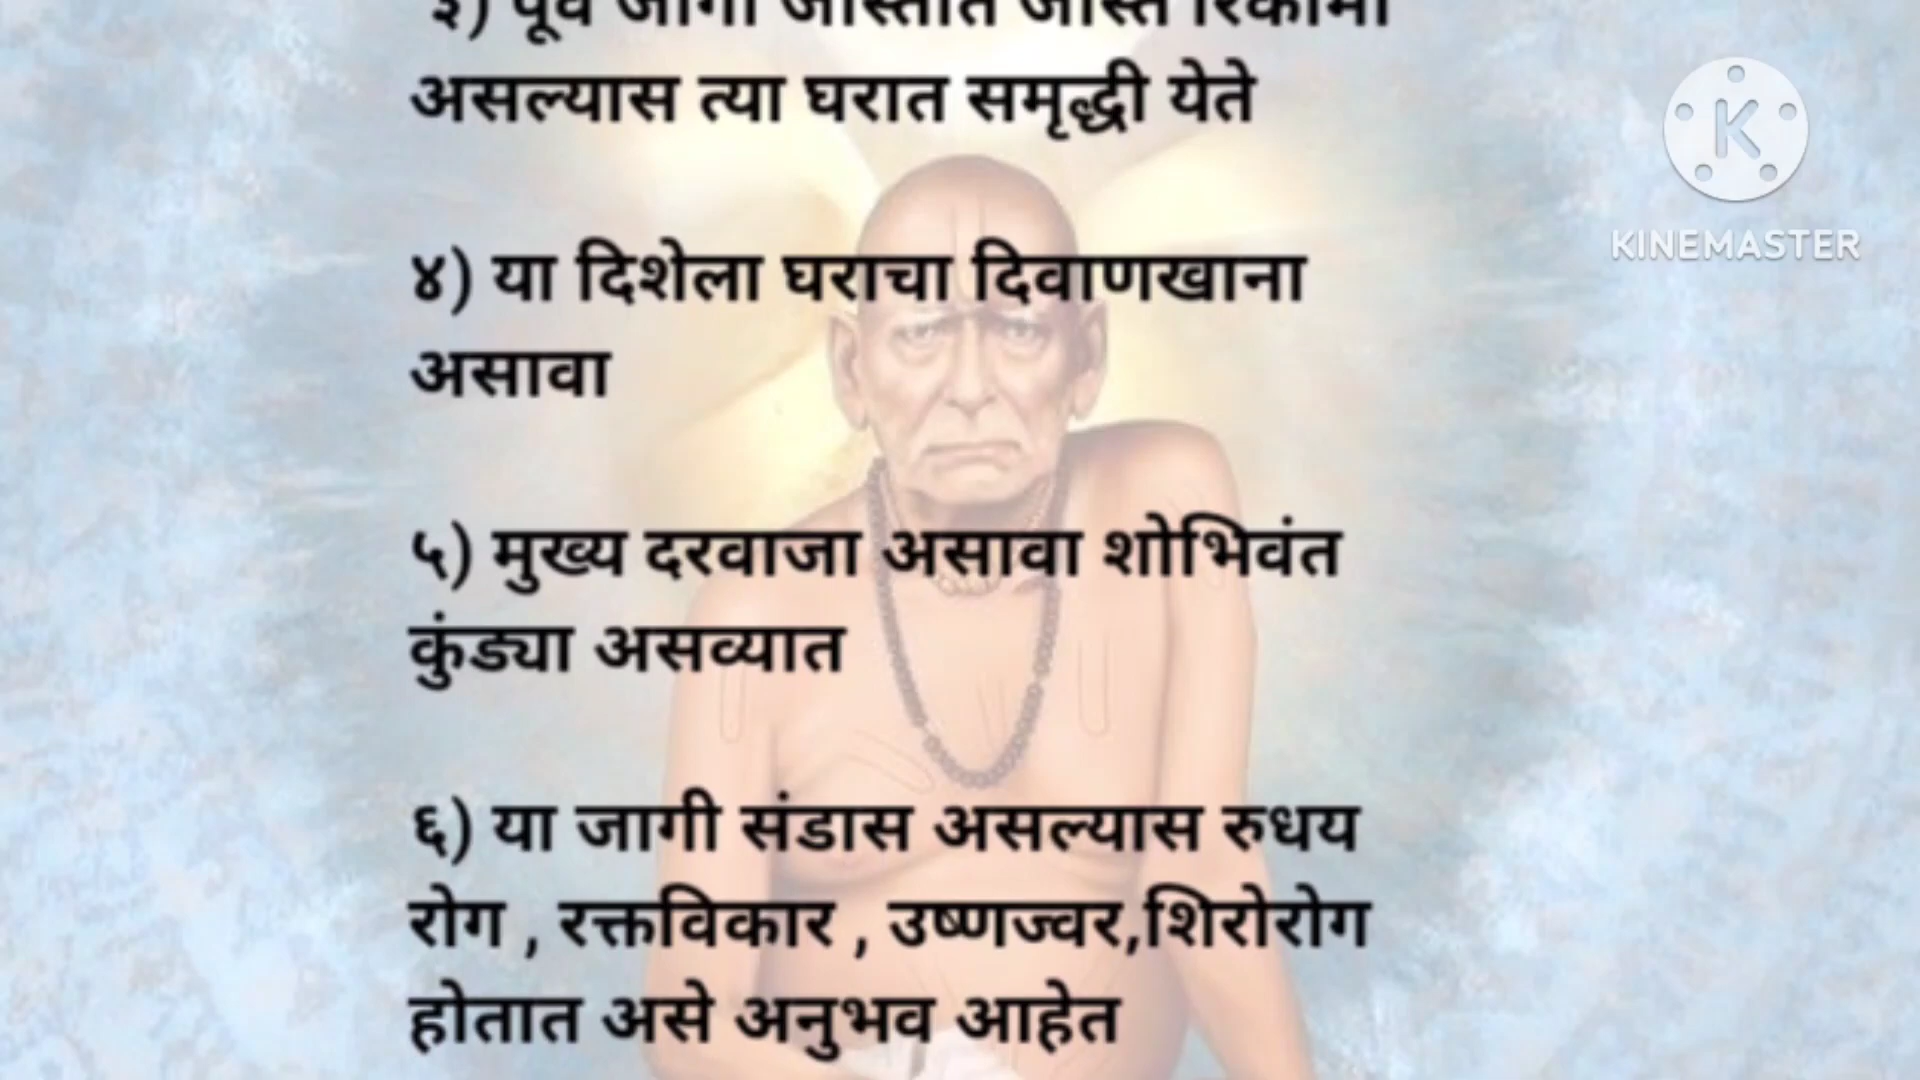 ३) पूर्व जागा जास्तीत जास्त रिकामी
असल्यास त्या घरात समृद्धी येते
४) या दिशेला घराचा दिवाणखाना
असावा
५) मुख्य दरवाजा असावा शोभिवंत
कुंड्या असव्यात
६) या जागी संडास असल्यास रुधय
रोग , रक्तविकार , उष्णज्वर,शिरोरोग
होतात असे अनुभव आहेत
K
KINEMASTER